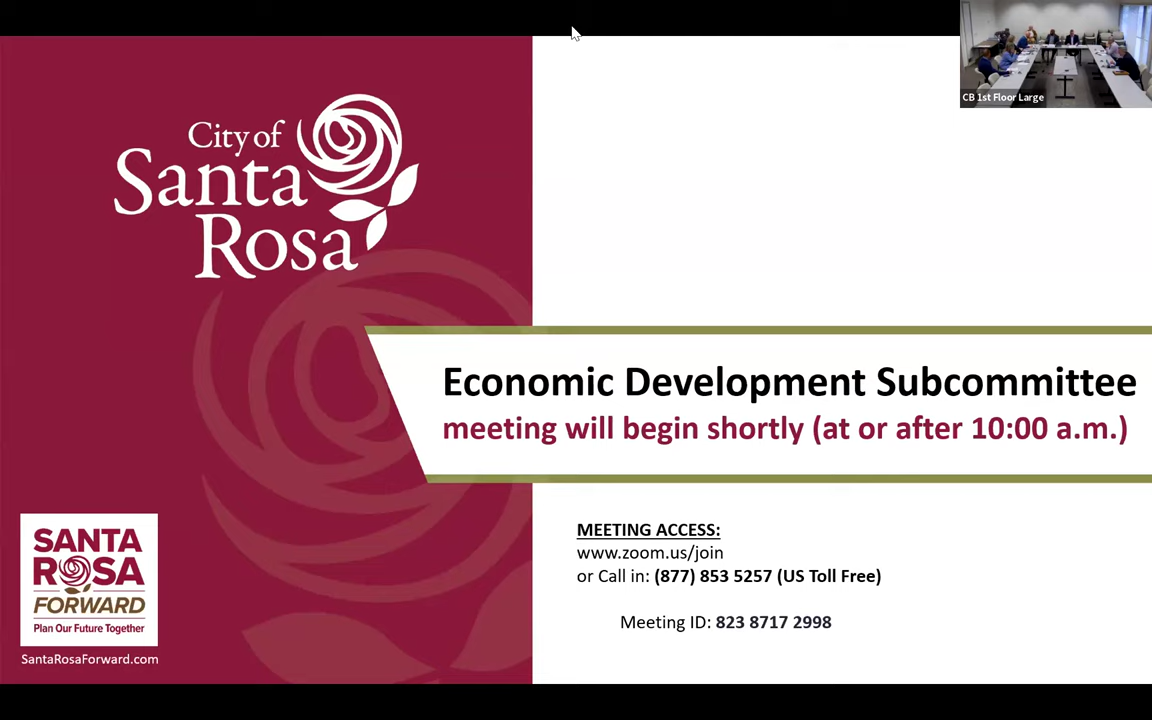 CB 1st Floor Large
City of
Santa
Rosa
Economic Development Subcommittee
meeting will begin shortly (at or after 10:00 a.m.)
MEETING ACCESS:
www.zoom.us/join
or Call in: (877) 853 5257 (US Toll Free)
Meeting ID: 823 8717 2998
SANTA
ROSA
FORWARD
Plan Our Future Together
SantaRosaForward.com